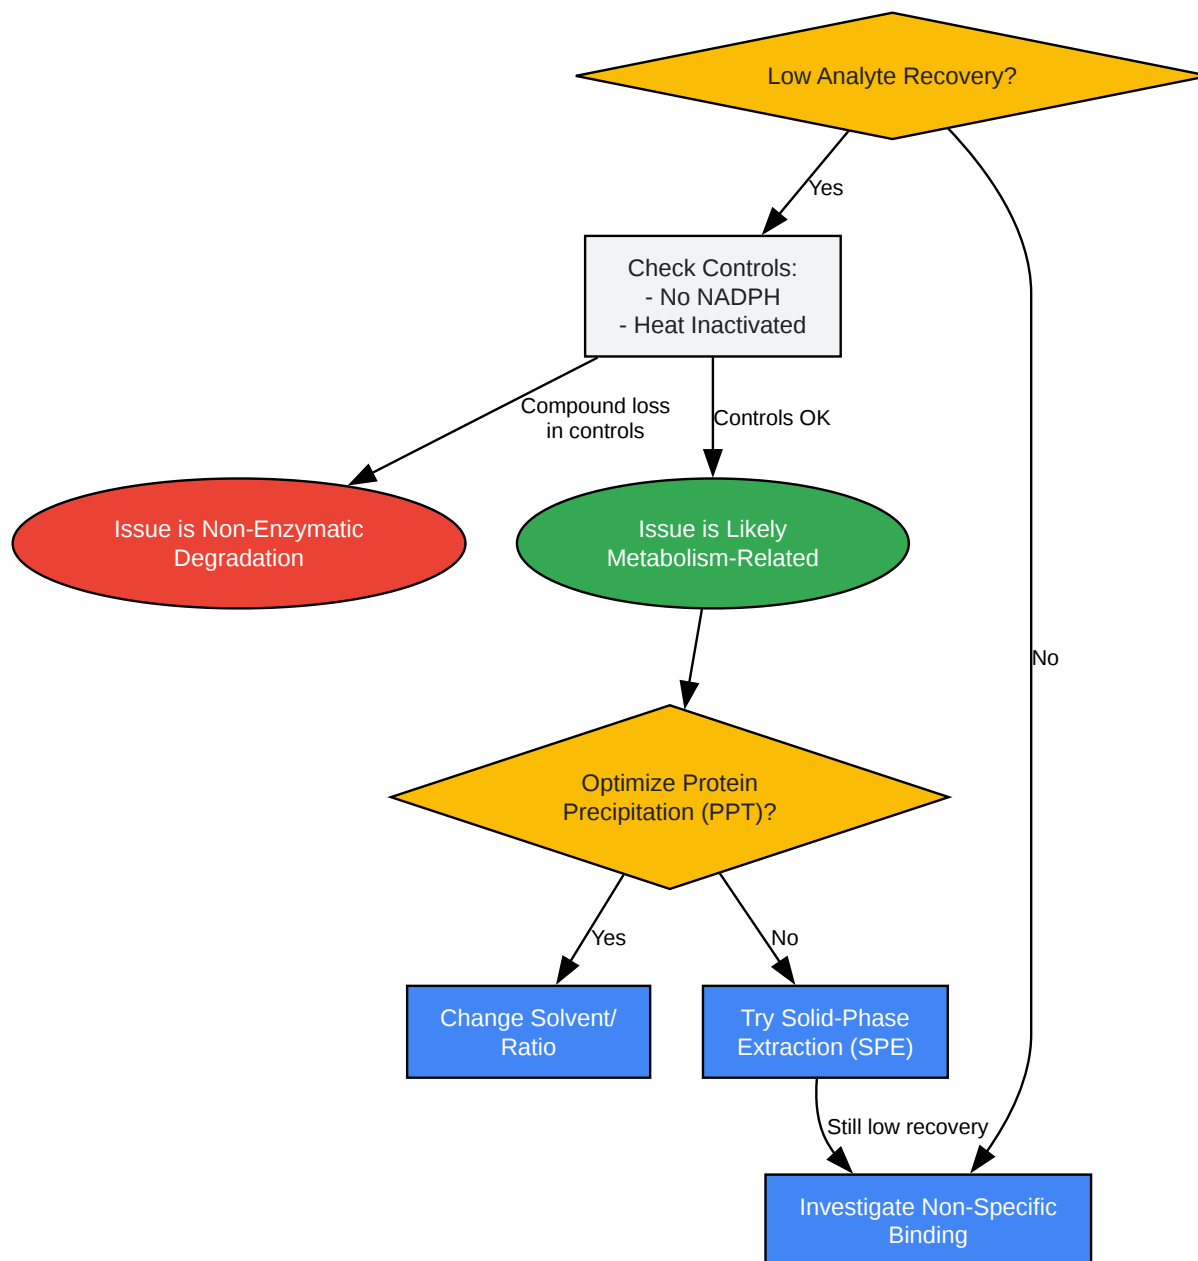 Low Analyte Recovery?
Yes
Check Controls:
- No NADPH
- Heat Inactivated
Compound loss
in controls
Controls OK
Issue is Non-Enzymatic
Degradation
Issue is Likely
Metabolism-Related
No
Optimize Protein
Precipitation (PPT)?
Yes
No
Change Solvent/
Ratio
Try Solid-Phase
Extraction (SPE)
Still low recovery
Investigate Non-Specific
Binding